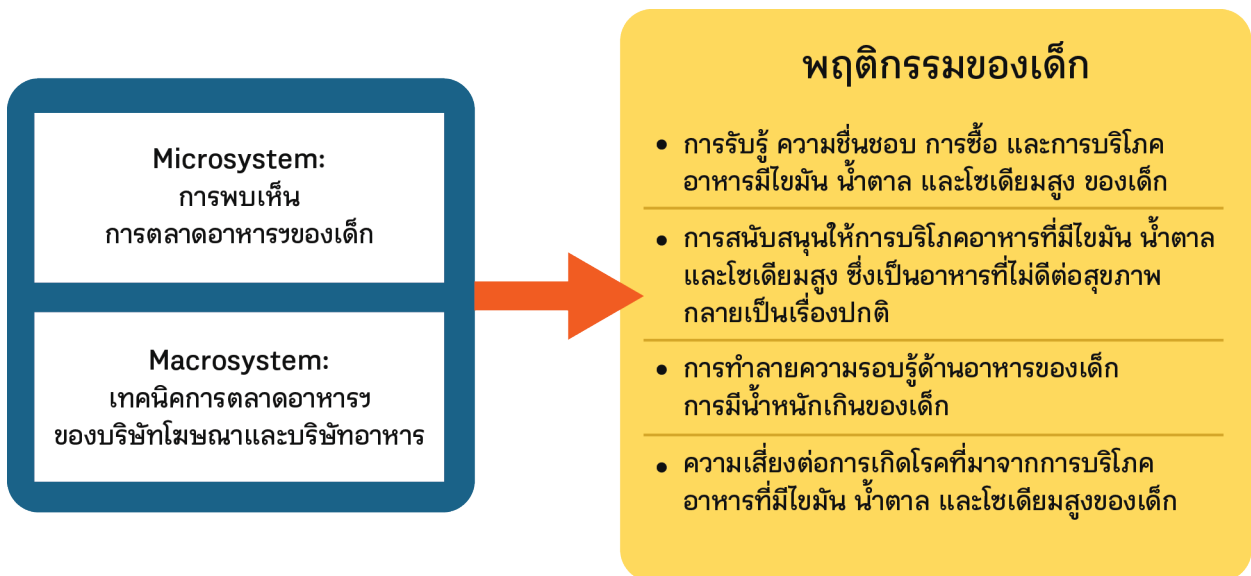 Microsystem:
การพบเห็น
การตลาดอาหารฯของเด็ก
Macrosystem:
เทคนิคการตลาดอาหารฯ
ของบริษัทโฆษณาและบริษัทอาหาร
พฤติกรรมของเด็ก
• การรับรู้ ความชื่นชอบ การซื้อ และการบริโภค
อาหารมีไขมัน น้ำตาล และโซเดียมสูง ของเด็ก
• การสนับสนุนให้การบริโภคอาหารที่มีไขมัน น้ำตาล
และโซเดียมสูง ซึ่งเป็นอาหารที่ไม่ดีต่อสุขภาพ
กลายเป็นเรื่องปกติ
• การทำลายความรอบรู้ด้านอาหารของเด็ก
การมีน้ำหนักเกินของเด็ก
• ความเสี่ยงต่อการเกิดโรคที่มาจากการบริโภค
อาหารที่มีไขมัน น้ำตาล และโซเดียมสูงของเด็ก